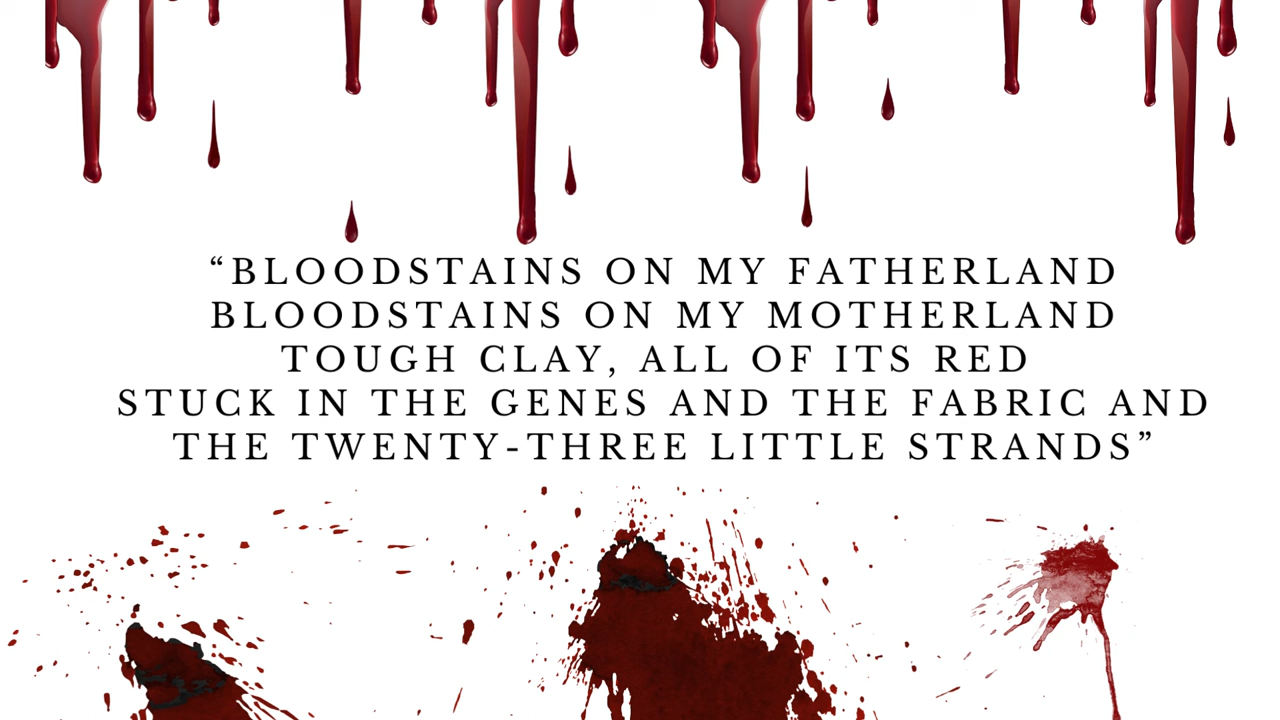 “BLOODSTAINS ON MY FATHERLAND
BLOODSTAINS ON MY MOTHERLAND
TOUGH CLAY, ALL OF ITS RED
STUCK IN THE GENES AND THE FABRIC AND
THE TWENTY-THREE LITTLE STRANDS”